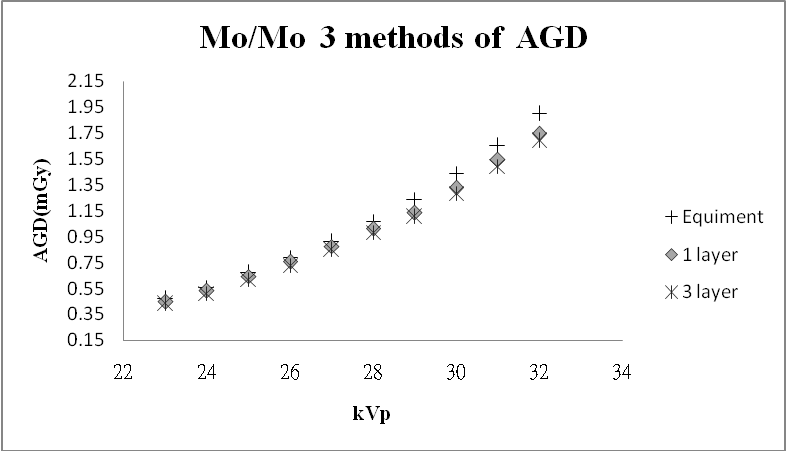 Mo/Mo 3 methods of AGD
2.15
1.95
1.75
1.55
1.35
1.15
0.95
0.75
0.55
0.35
0.15
AGD(mGy)
22 24 26 28 30 32 34
kVp
Equiment
1 layer
3 layer